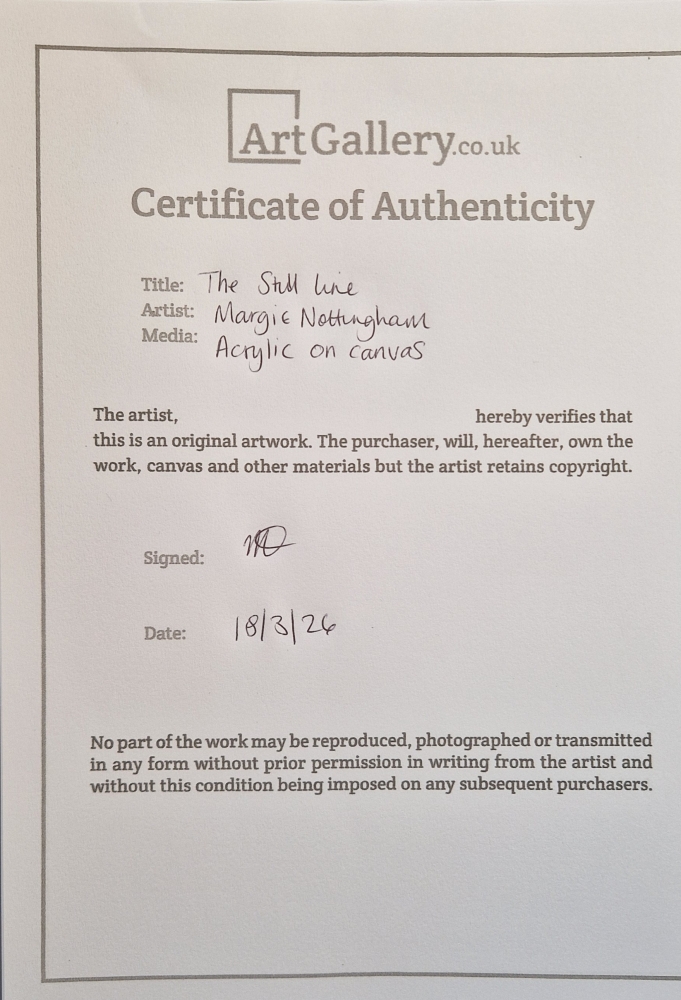 ArtGallery.co.uk
Certificate of Authenticity
Title: The Still line
Artist: Margie Nottingham
Media: Acrylic on canvas
The artist, hereby verifies that
this is an original artwork. The purchaser, will, hereafter, own the
work, canvas and other materials but the artist retains copyright.
Signed:
Date: 18/3/26
No part of the work may be reproduced, photographed or transmitted
in any form without prior permission in writing from the artist and
without this condition being imposed on any subsequent purchasers.